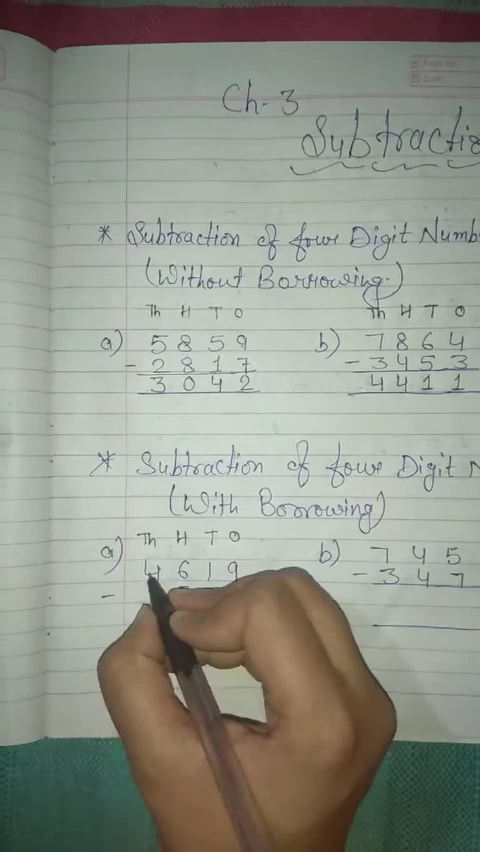 Ch-3
Subtractio
* Subtraction of four Digit Numb
(Without Borrowing.)
Th H T O
a) 5 8 5 9
- 2 8 1 7
3 0 4 2
Th H T O
b) 7 8 6 4
- 3 4 5 3
4 4 1 1
* Subtraction of four Digit N
(With Borrowing)
Th H T O
a) 4 6 1 9
-
b) 7 4 5
- 3 4 7